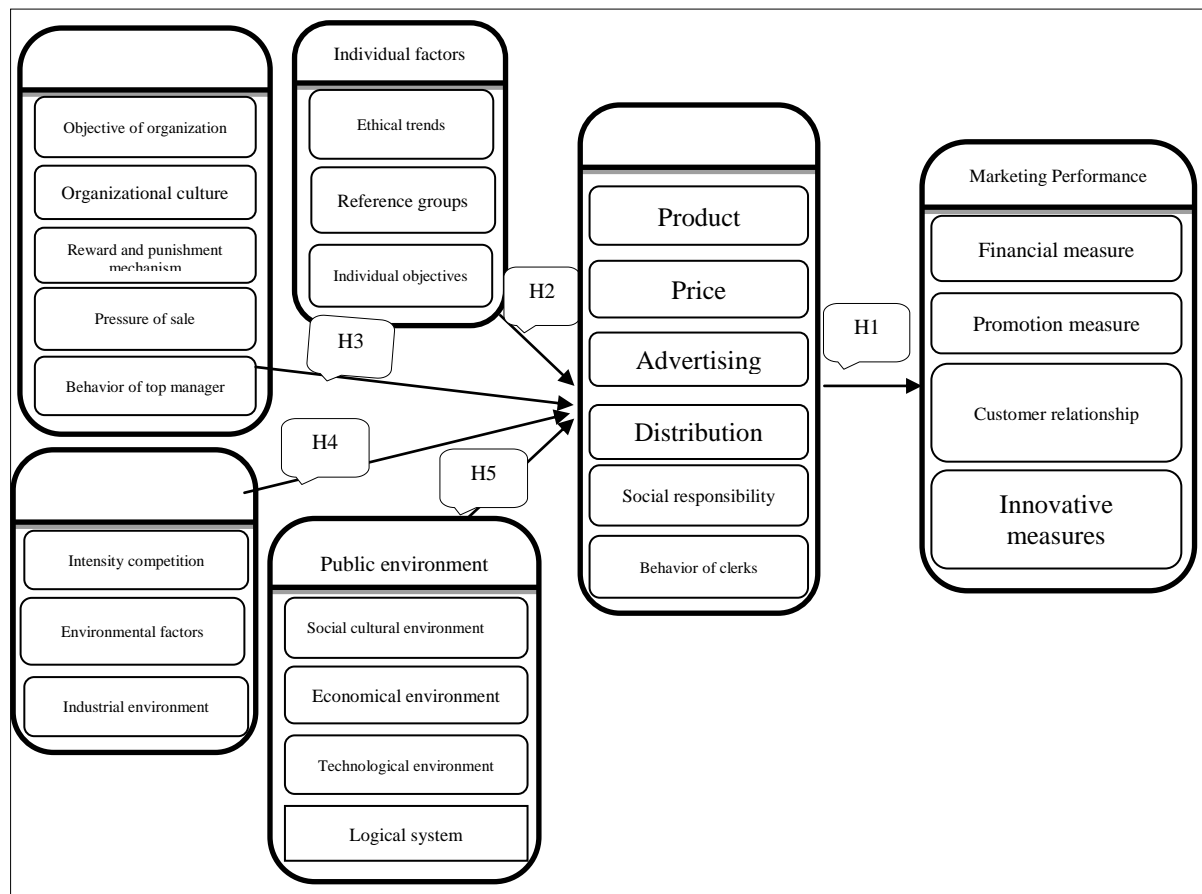 Objective of organization
Organizational culture
Reward and punishment
mechanism
Pressure of sale
Behavior of top manager
Individual factors
Ethical trends
Reference groups
Individual objectives
H2
H3
H4
H5
Intensity competition
Environmental factors
Industrial environment
Public environment
Social cultural environment
Economical environment
Technological environment
Logical system
Product
Price
Advertising
Distribution
Social responsibility
Behavior of clerks
H1
Marketing Performance
Financial measure
Promotion measure
Customer relationship
Innovative
measures